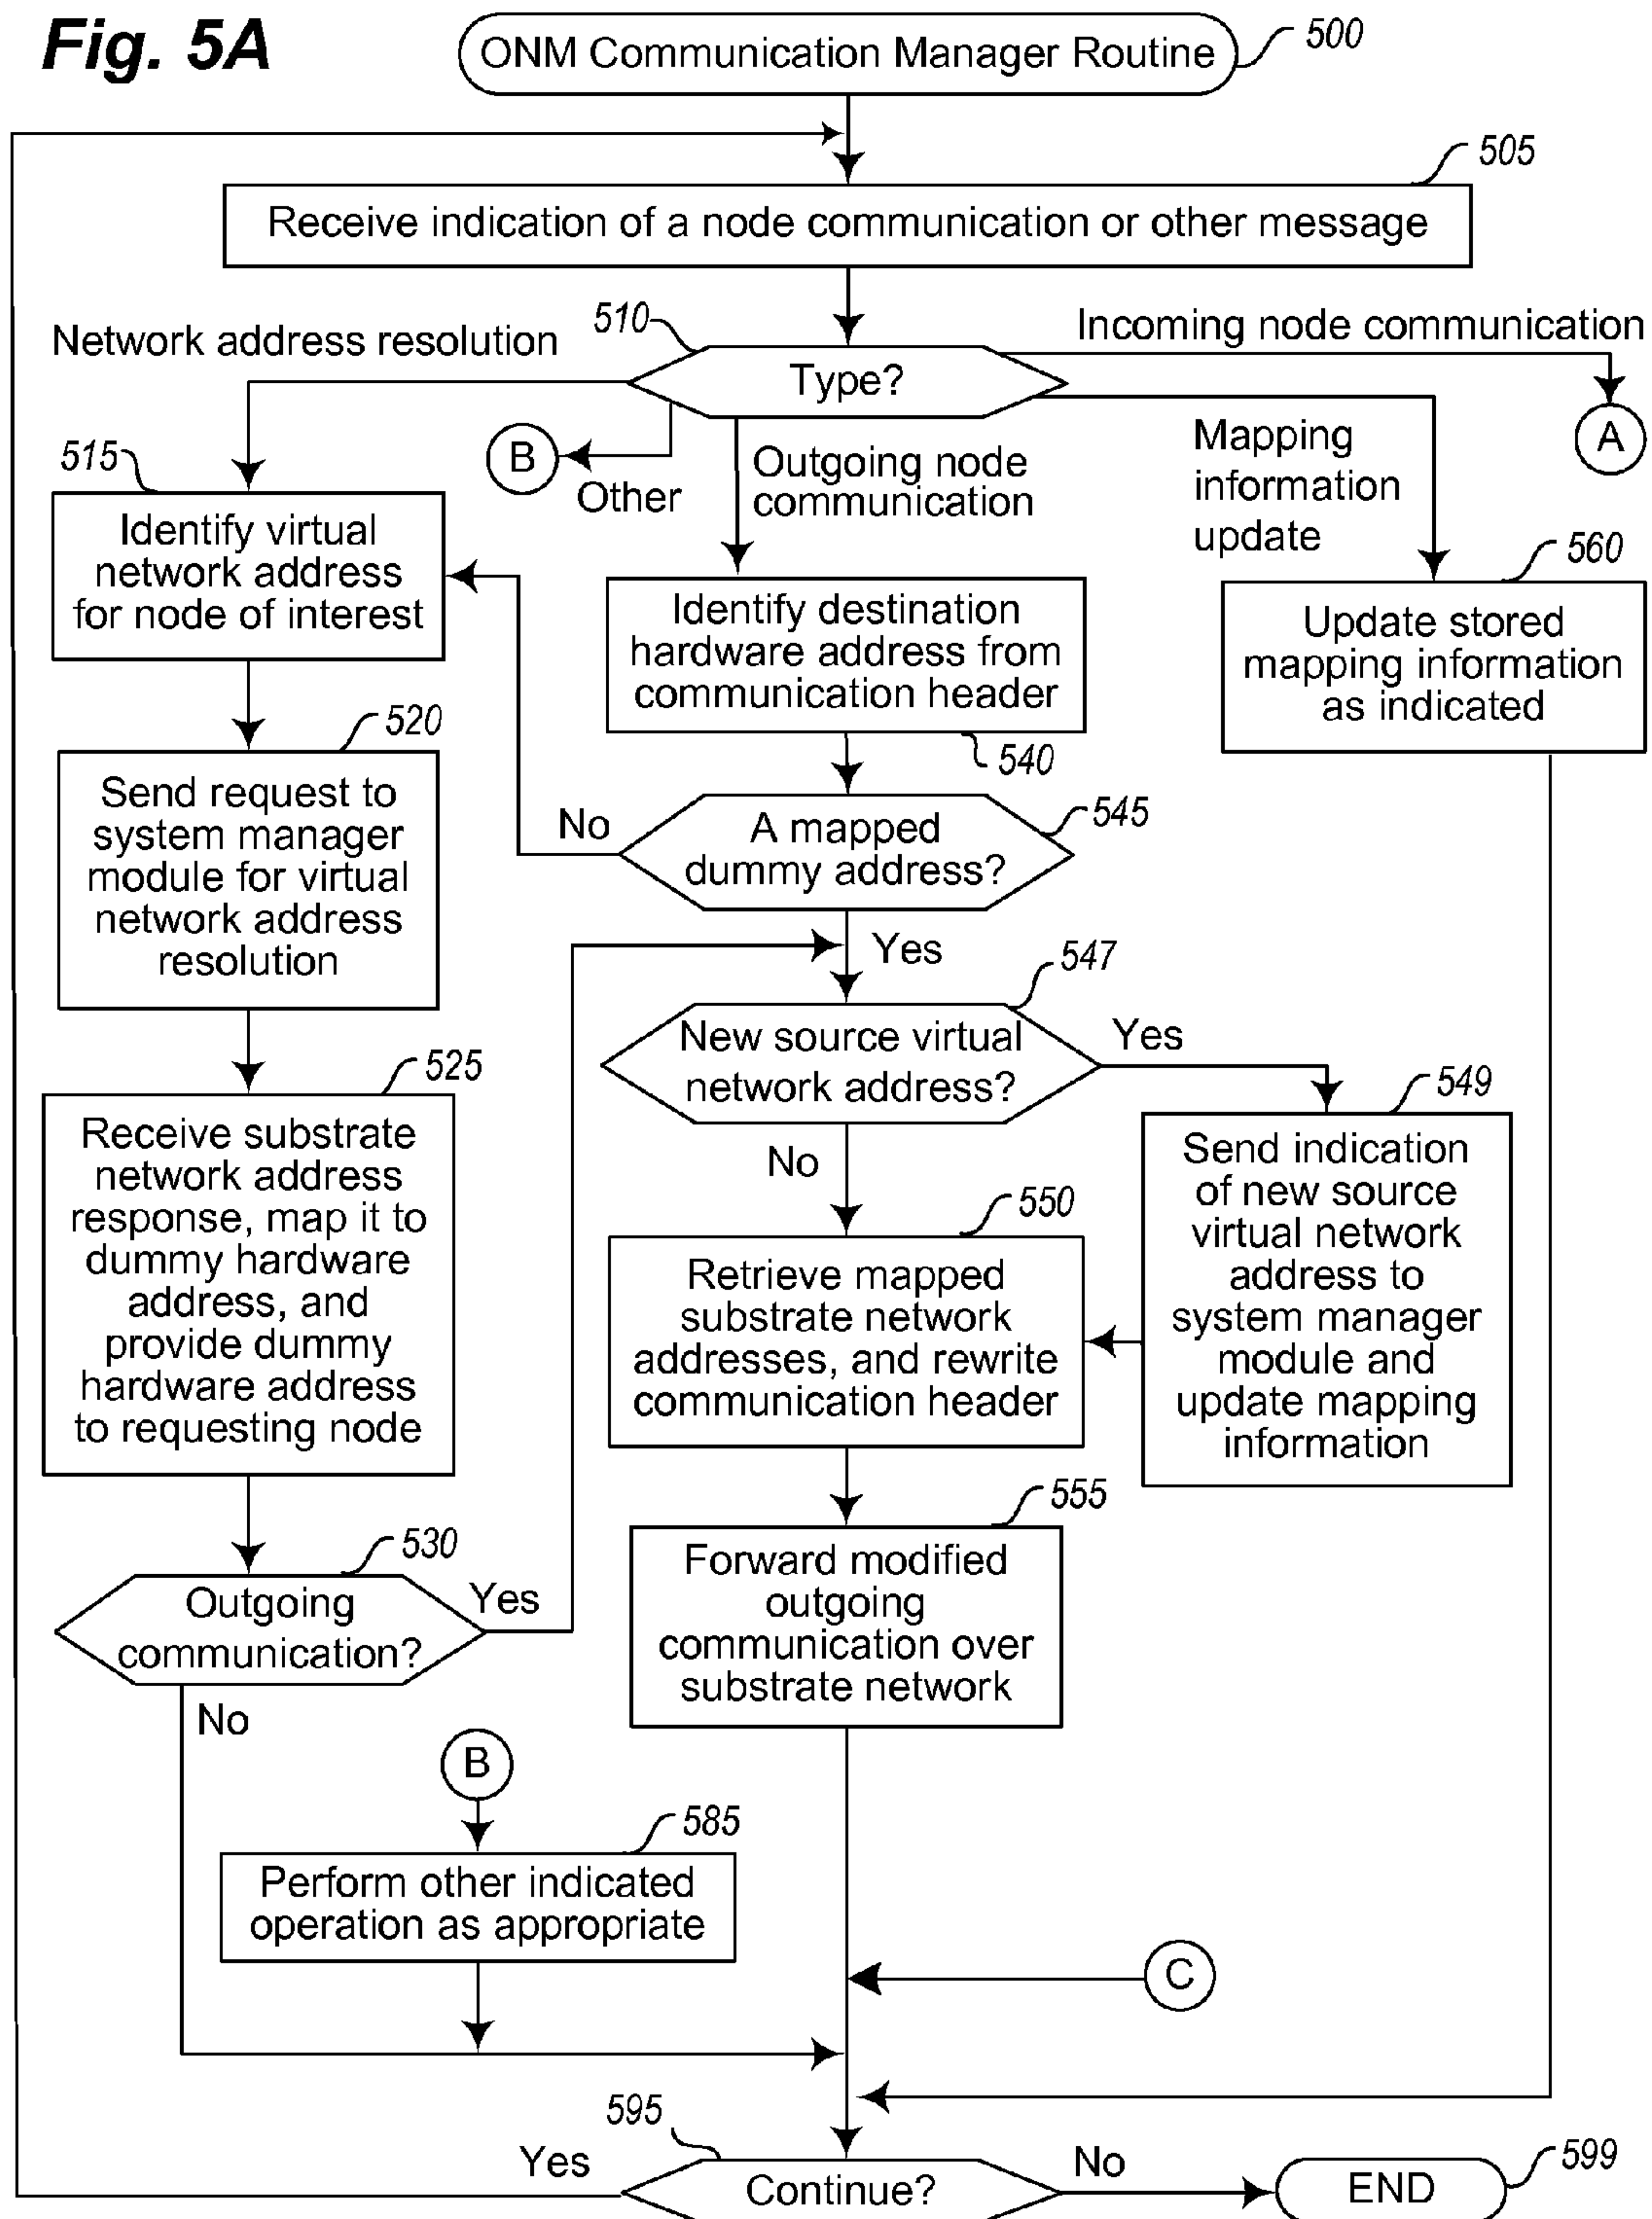 Fig. 5A
ONM Communication Manager Routine
500
505
Receive indication of a node communication or other message
Network address resolution
510
Type?
Incoming node communication
A
B
Other
Outgoing node
communication
Mapping
information
update
515
Identify virtual
network address
for node of interest
Identify destination
hardware address from
communication header
540
560
Update stored
mapping information
as indicated
520
Send request to
system manager
module for virtual
network address
resolution
No
A mapped
dummy address?
545
Yes
547
New source virtual
network address?
Yes
No
549
Send indication
of new source
virtual network
address to
system manager
module and
update mapping
information
525
Receive substrate
network address
response, map it to
dummy hardware
address, and
provide dummy
hardware address
to requesting node
550
Retrieve mapped
substrate network
addresses, and rewrite
communication header
530
Outgoing
communication?
Yes
No
555
Forward modified
outgoing
communication over
substrate network
B
585
Perform other indicated
operation as appropriate
C
595
Yes
Continue?
No
END
599